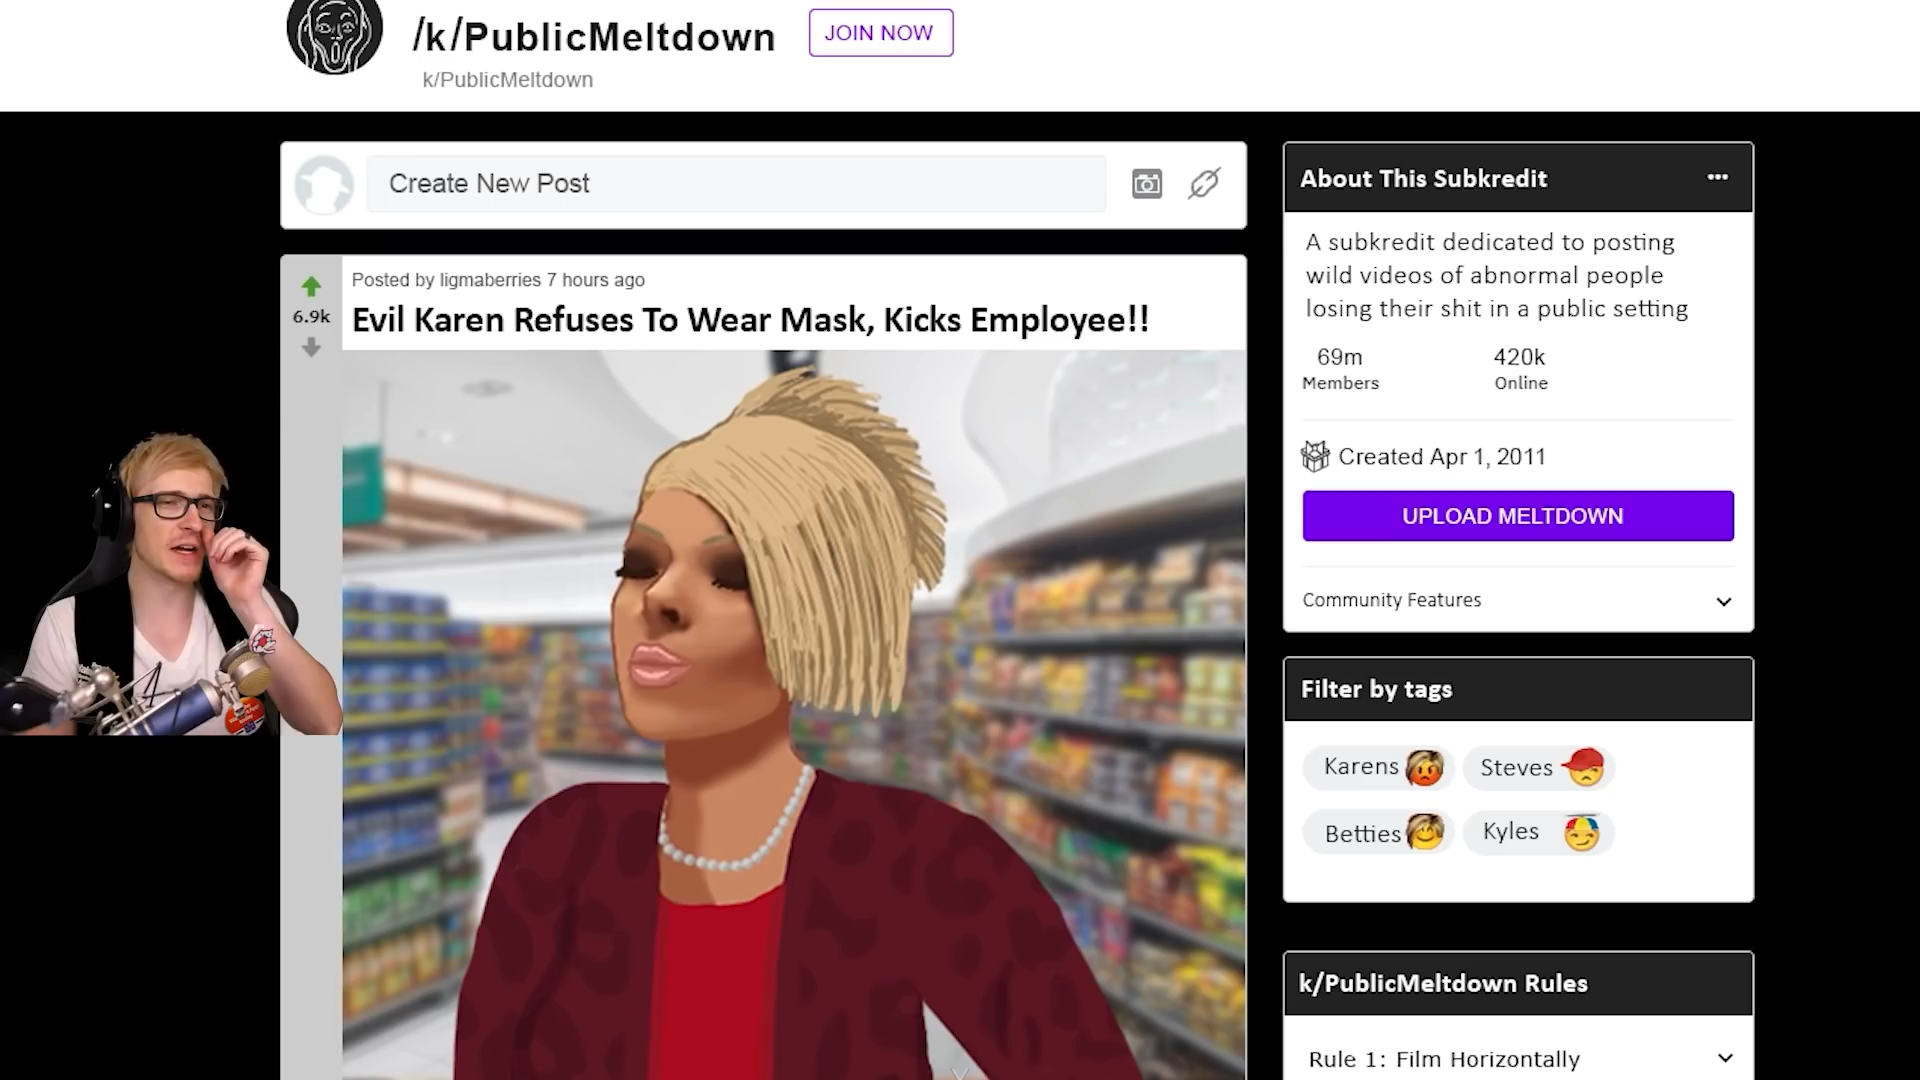 /k/PublicMeltdown
JOIN NOW
k/PublicMeltdown
Create New Post
Posted by ligmaberries 7 hours ago
6.9k
Evil Karen Refuses To Wear Mask, Kicks Employee!!
About This Subkredit
A subkredit dedicated to posting
wild videos of abnormal people
losing their shit in a public setting
69m
Members
420k
Online
Created Apr 1, 2011
UPLOAD MELTDOWN
Community Features
Filter by tags
Karens
Steves
Betties
Kyles
k/PublicMeltdown Rules
Rule 1: Film Horizontally